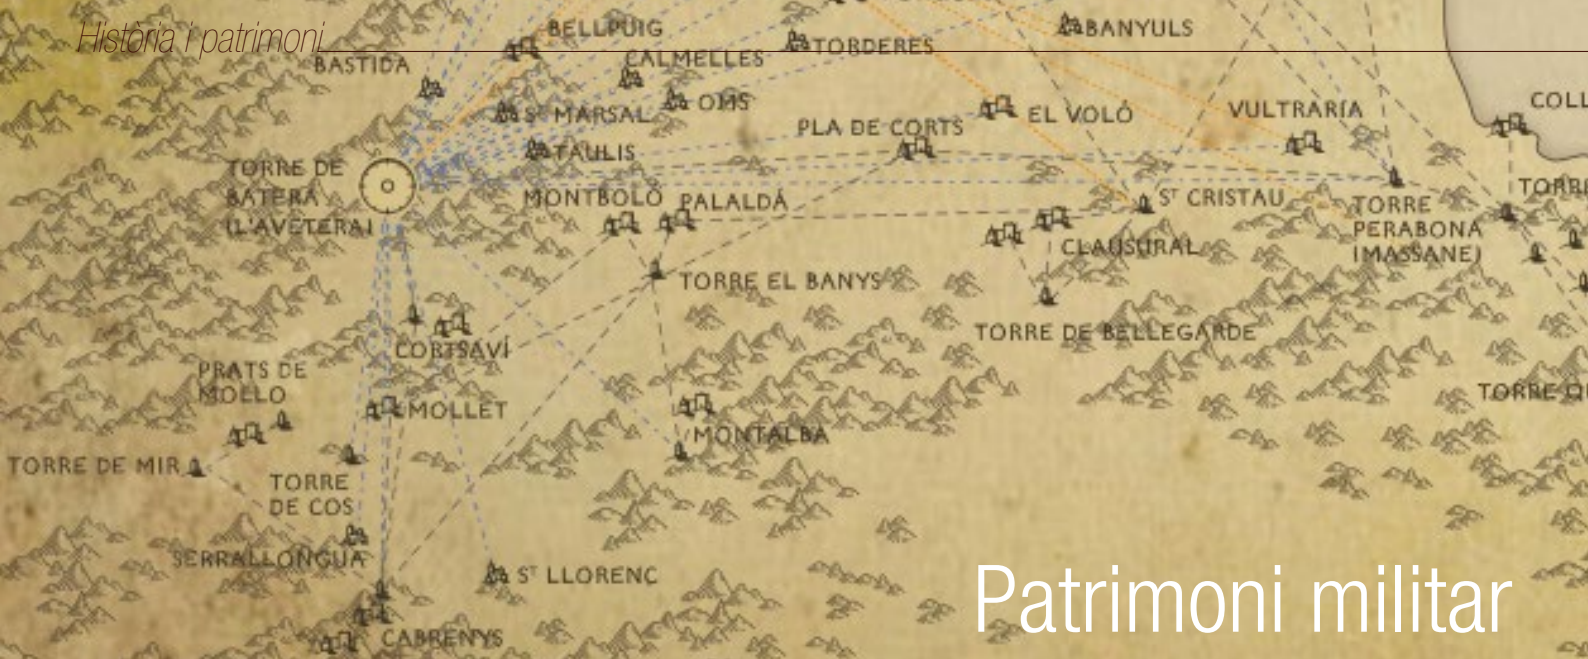 Història i patrimoni
BELLPUIG
BANYULS
TORDERES
CALMELLES
BASTIDA
OMS
COLL
Sᵀ MARSAL
EL VOLÓ
VULTRARIA
PLA DE CORTS
TAULIS
TORRE DE
BATERA
(L'AVETERA)
MONTBOLÓ
PALALDÁ
Sᵀ CRISTAU
TORRE
PERABONA
(MASSANE)
CLAUSURAL
TORRE EL BANYS
TORRE DE BELLEGARDE
CORTSAVÍ
PRATS DE
MOLLO
MOLLET
MONTALBA
TORRE DE MIR
TORRE
DE COS
SERRALLONGUA
Sᵀ LLORENC
CABRENYS
Patrimoni militar